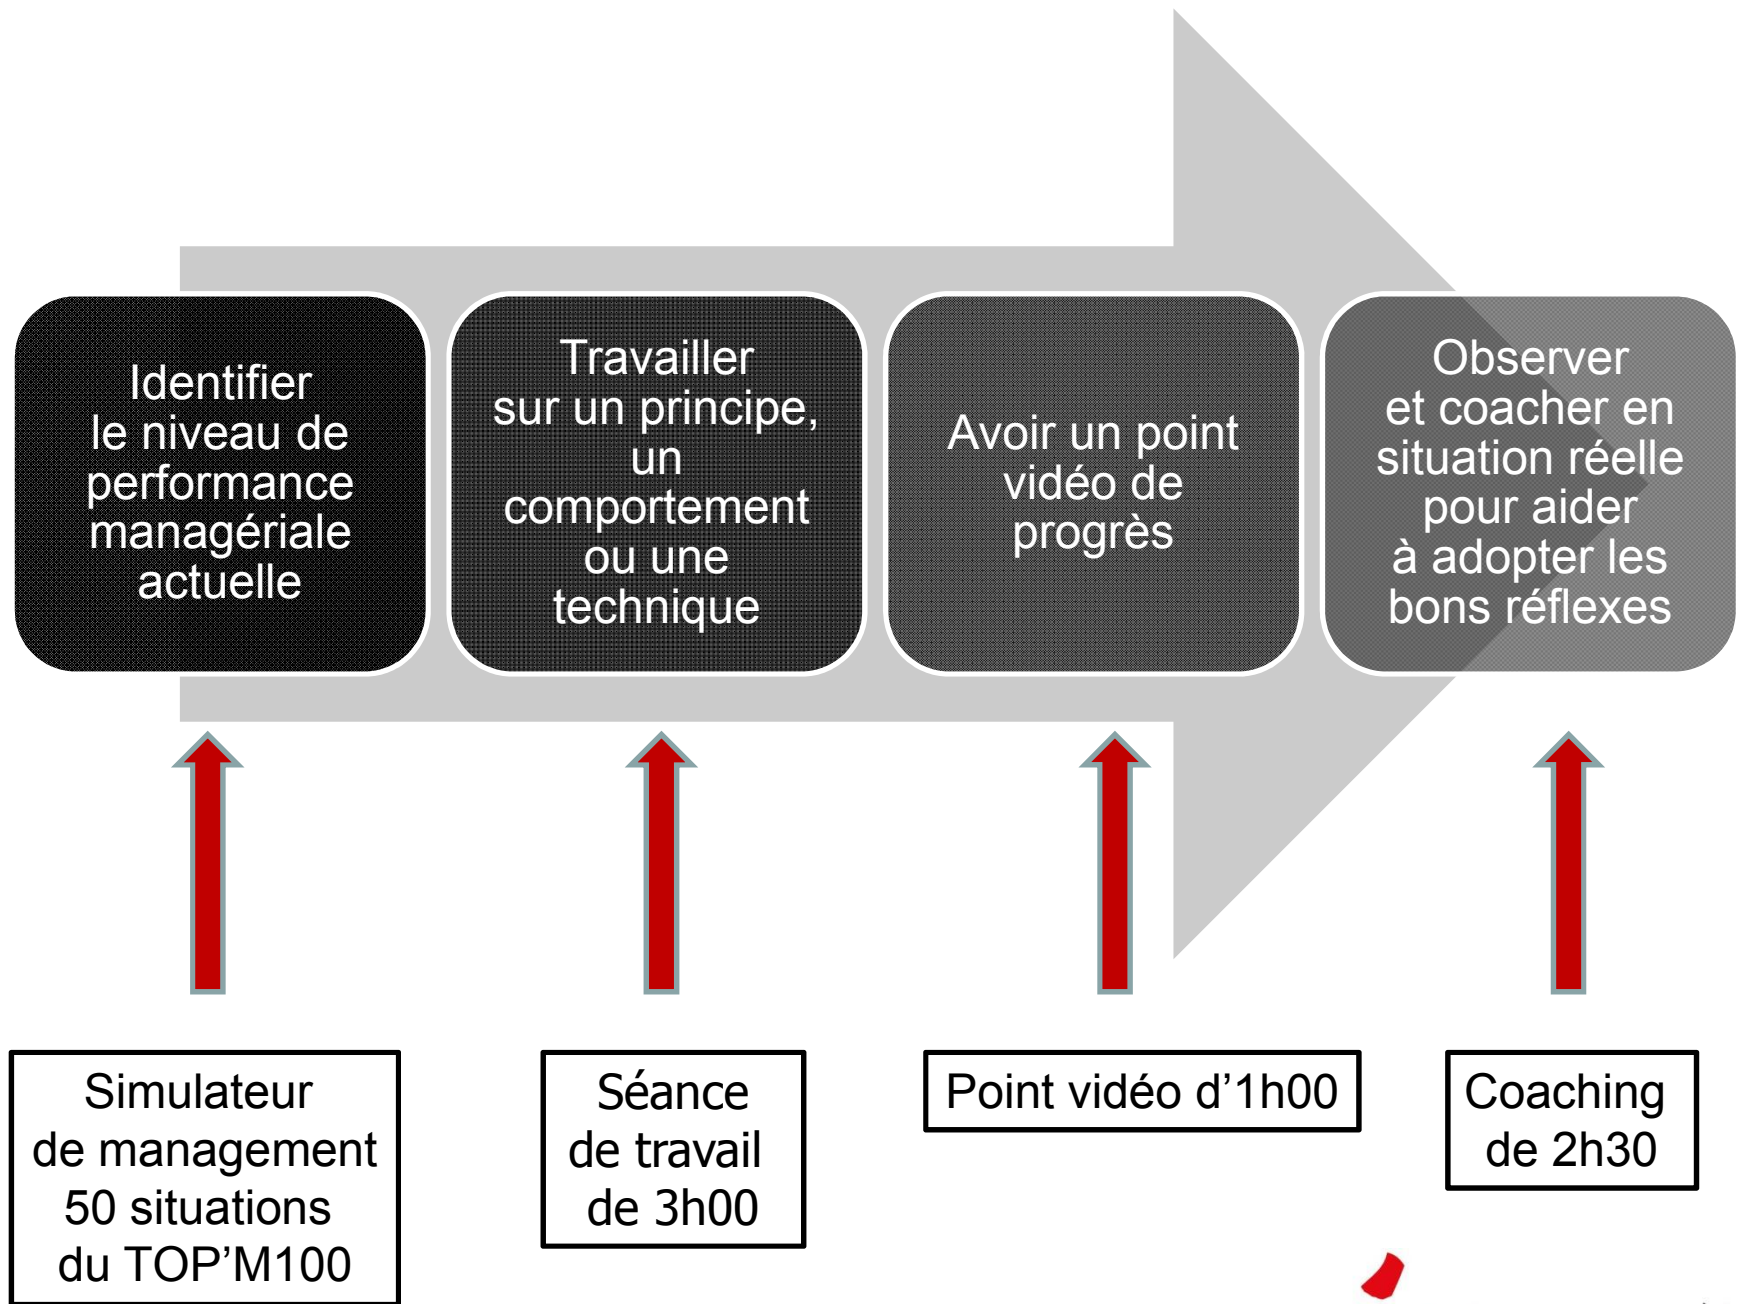 Identifier
le niveau de
performance
managériale
actuelle
Travailler
sur un principe,
un
comportement
ou une
technique
Avoir un point
vidéo de
progrès
Observer
et coacher en
situation réelle
pour aider
à adopter les
bons réflexes
Simulateur
de management
50 situations
du TOP’M100
Séance
de travail
de 3h00
Point vidéo d’1h00
Coaching
de 2h30